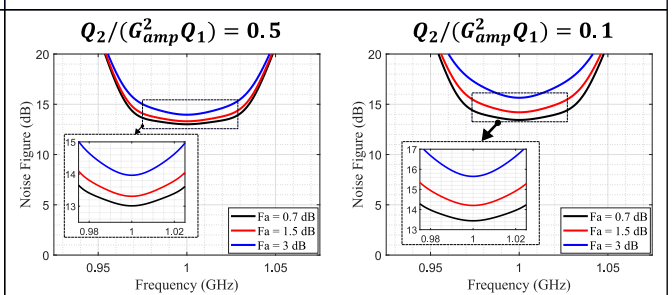 Q₂/(G²ₐₘₚQ₁) = 0.5
20
15
10
5
0
Noise Figure (dB)
15
14
13
0.98
1
1.02
Fa = 0.7 dB
Fa = 1.5 dB
Fa = 3 dB
0.95
1
1.05
Frequency (GHz)
Q₂/(G²ₐₘₚQ₁) = 0.1
20
15
10
5
0
Noise Figure (dB)
17
16
15
14
13
0.98
1
1.02
Fa = 0.7 dB
Fa = 1.5 dB
Fa = 3 dB
0.95
1
1.05
Frequency (GHz)